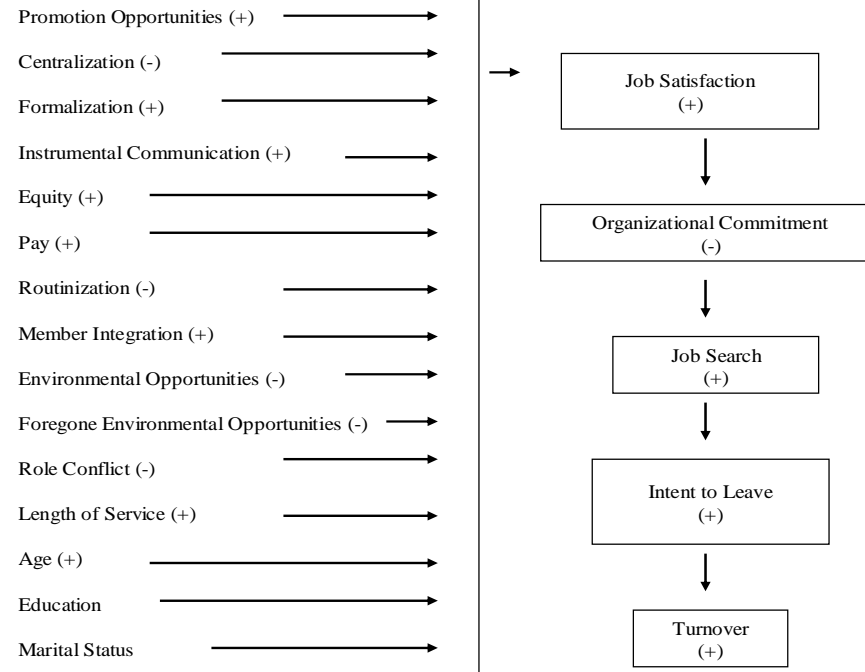 Promotion Opportunities (+)
Centralization (-)
Formalization (+)
Instrumental Communication (+)
Equity (+)
Pay (+)
Routinization (-)
Member Integration (+)
Environmental Opportunities (-)
Foregone Environmental Opportunities (-)
Role Conflict (-)
Length of Service (+)
Age (+)
Education
Marital Status
Job Satisfaction
(+)
Organizational Commitment
(-)
Job Search
(+)
Intent to Leave
(+)
Turnover
(+)